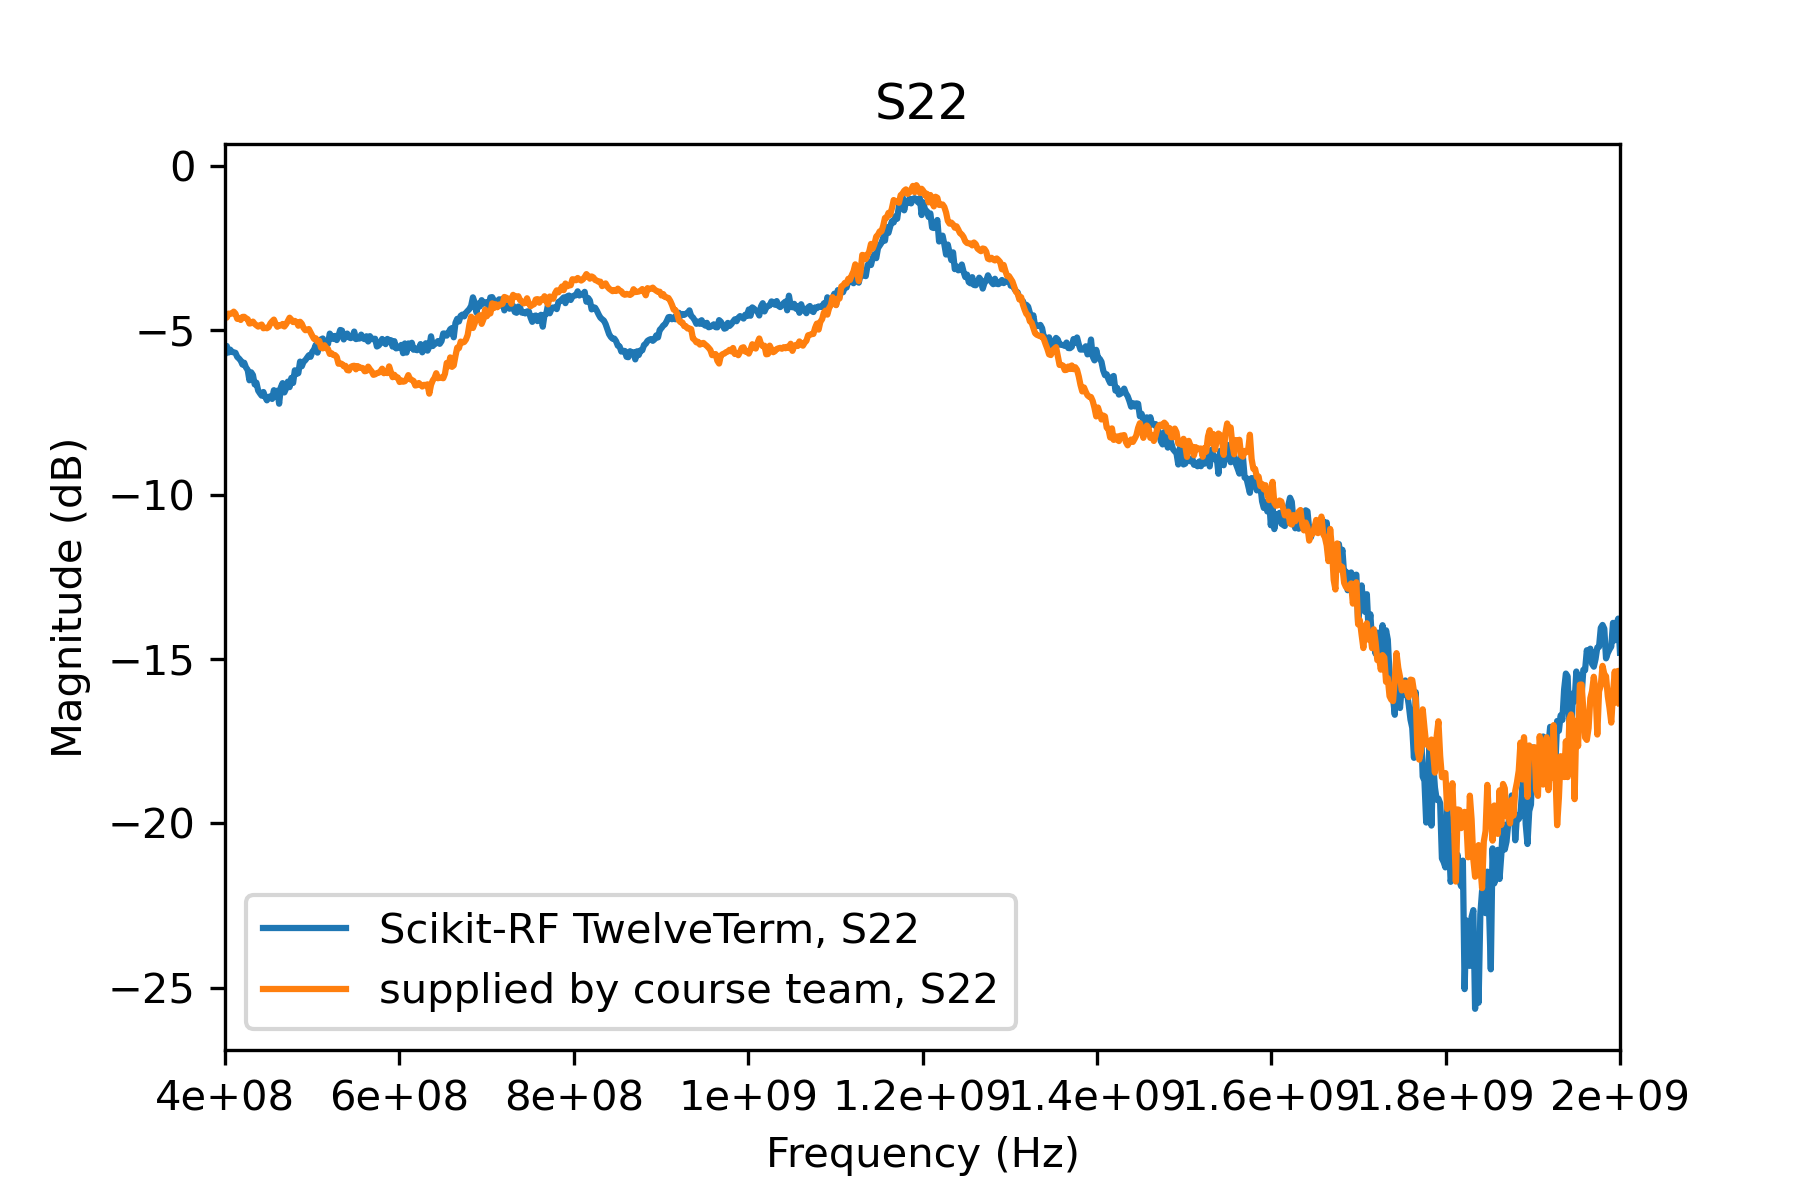 S22
0
−5
−10
−15
−20
−25
Magnitude (dB)
Scikit-RF TwelveTerm, S22
supplied by course team, S22
4e+08 6e+08 8e+08 1e+09 1.2e+09 1.4e+09 1.6e+09 1.8e+09 2e+09
Frequency (Hz)